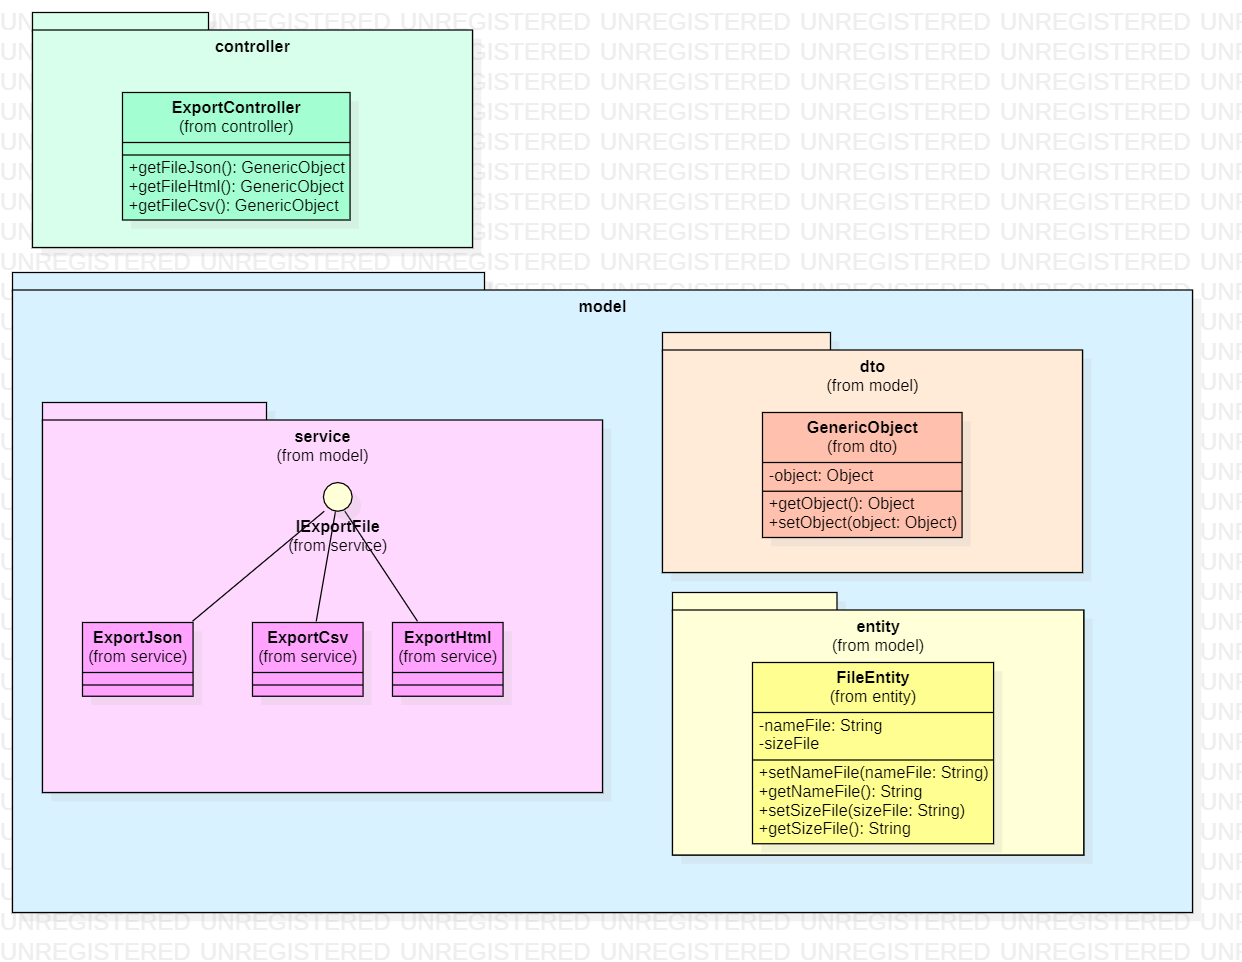 controller
ExportController
(from controller)
+getFileJson(): GenericObject
+getFileHtml(): GenericObject
+getFileCsv(): GenericObject
model
dto
(from model)
GenericObject
(from dto)
-object: Object
+getObject(): Object
+setObject(object: Object)
service
(from model)
IExportFile
(from service)
ExportJson
(from service)
ExportCsv
(from service)
ExportHtml
(from service)
entity
(from model)
FileEntity
(from entity)
-nameFile: String
-sizeFile
+setNameFile(nameFile: String)
+getNameFile(): String
+setSizeFile(sizeFile: String)
+getSizeFile(): String
UNREGISTERED UNREGISTERED UNREGISTERED UNREGISTERED UNREGISTERED UNREGISTERED